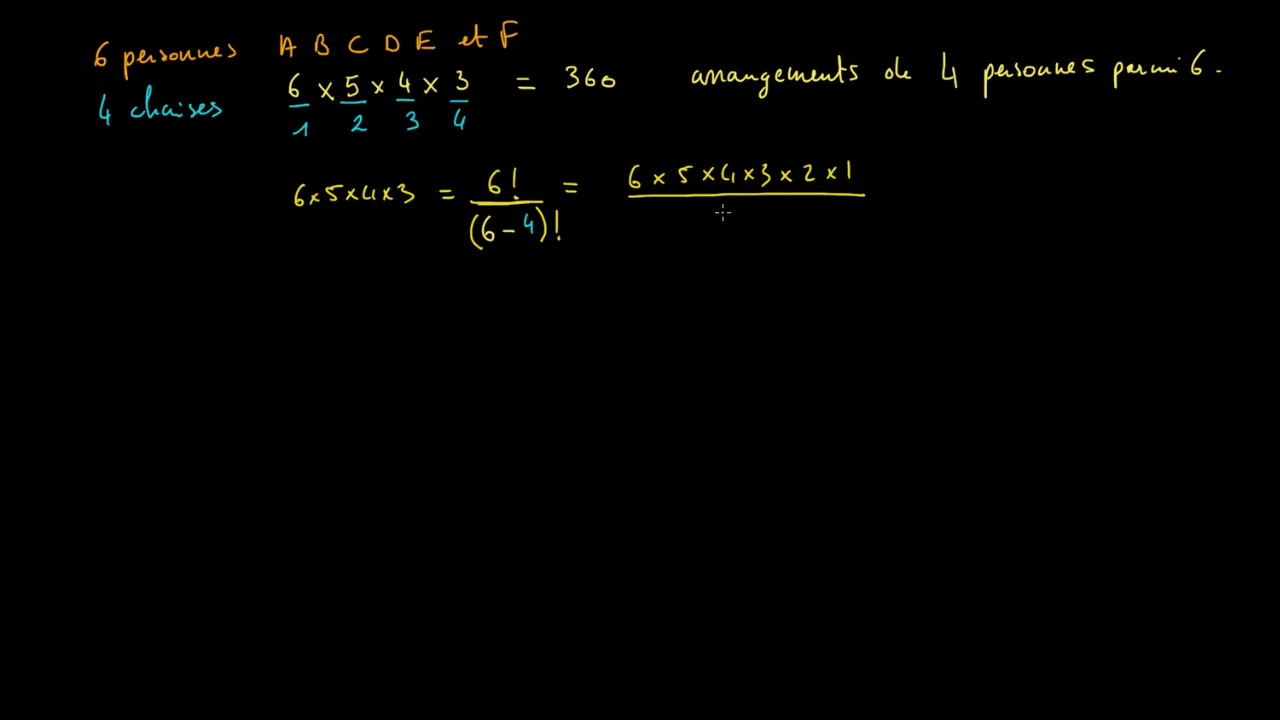 6 personnes A B C D E et F
4 chaises 6 × 5 × 4 × 3 = 360 arrangements de 4 personnes parmi 6.
1 2 3 4
6×5×4×3 = 6! / (6-4)! = 6 × 5 × 4 × 3 × 2 × 1